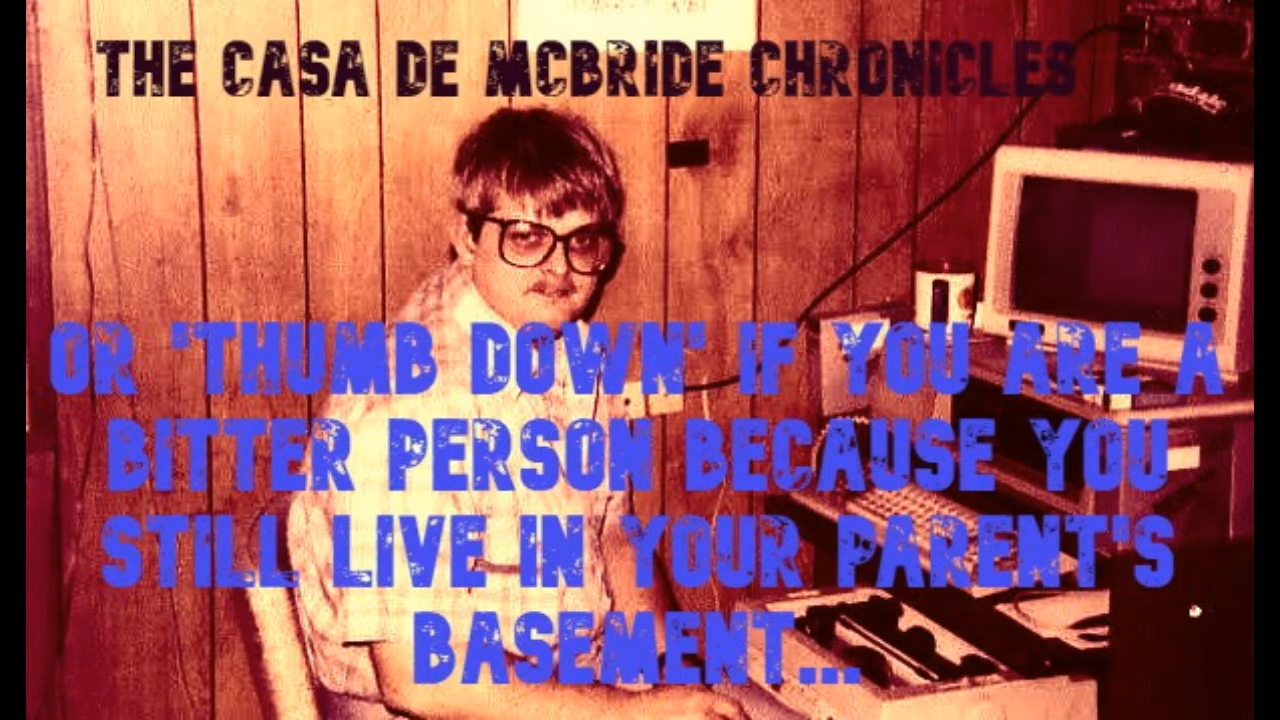 THE CASA DE MCBRIDE CHRONICLES
OR 'THUMB DOWN' IF YOU ARE A
BITTER PERSON BECAUSE YOU
STILL LIVE IN YOUR PARENT'S
BASEMENT...